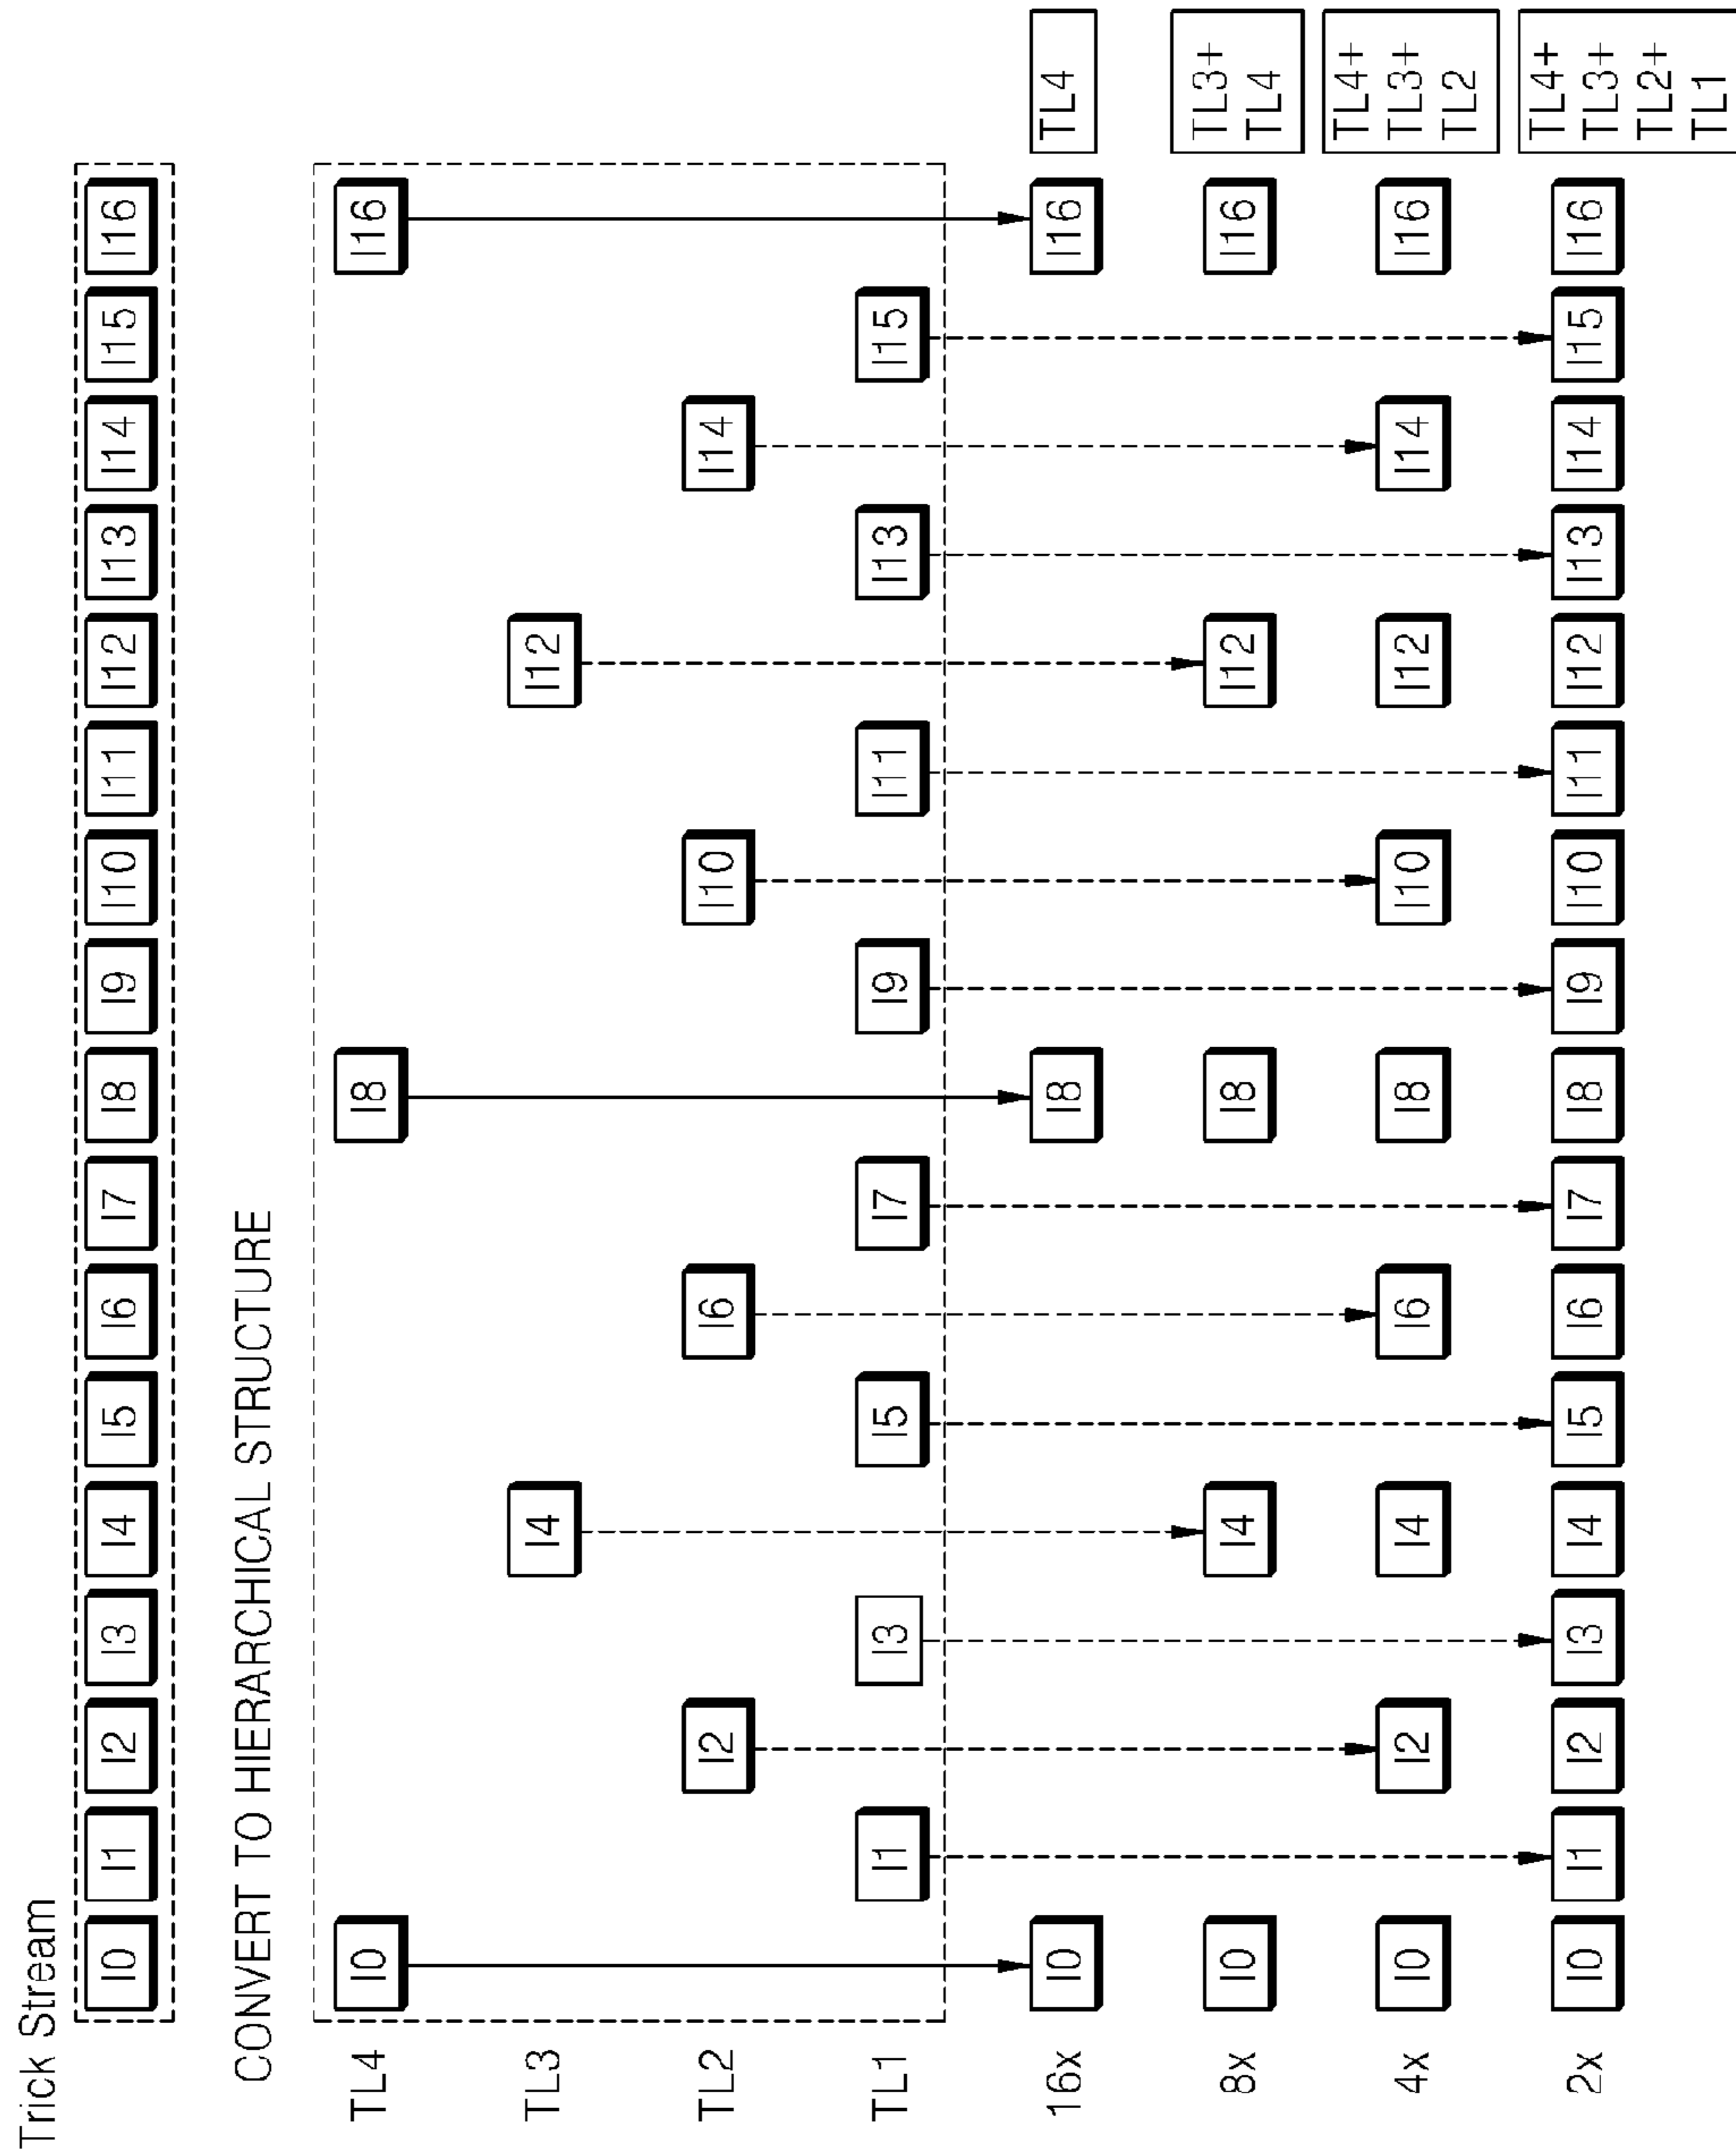 Trick Stream
I0 I1 I2 I3 I4 I5 I6 I7 I8 I9 I10 I11 I12 I13 I14 I15 I16
CONVERT TO HIERARCHICAL STRUCTURE
TL4 I0 I8 I16
TL3 I4 I12
TL2 I2 I6 I10 I14
TL1 I1 I3 I5 I7 I9 I11 I13 I15
16x I0 I8 I16 TL4
8x I0 I4 I8 I12 I16 TL3+
TL4
4x I0 I2 I4 I6 I8 I10 I12 I14 I16 TL4+
TL3+
TL2
2x I0 I1 I2 I3 I4 I5 I6 I7 I8 I9 I10 I11 I12 I13 I14 I15 I16 TL4+
TL3+
TL2+
TL1